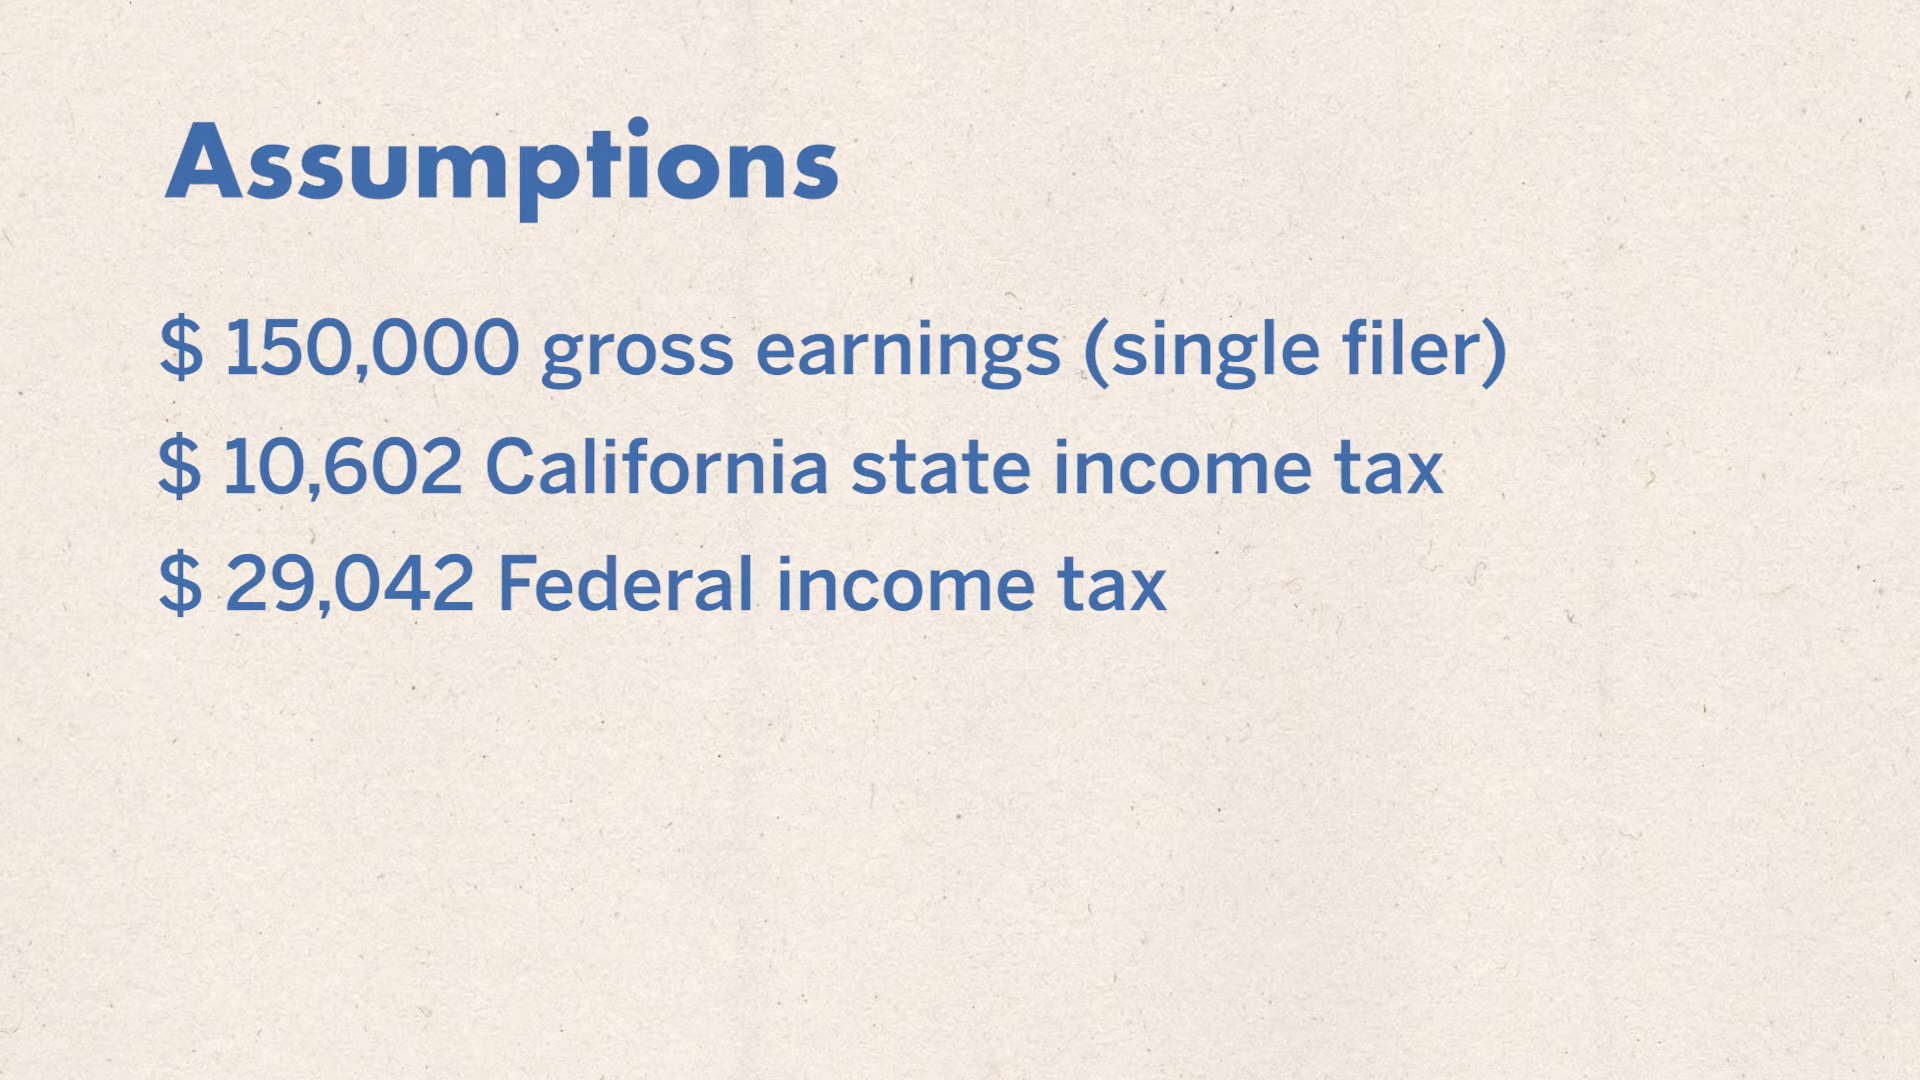 Assumptions
$ 150,000 gross earnings (single filer)
$ 10,602 California state income tax
$ 29,042 Federal income tax